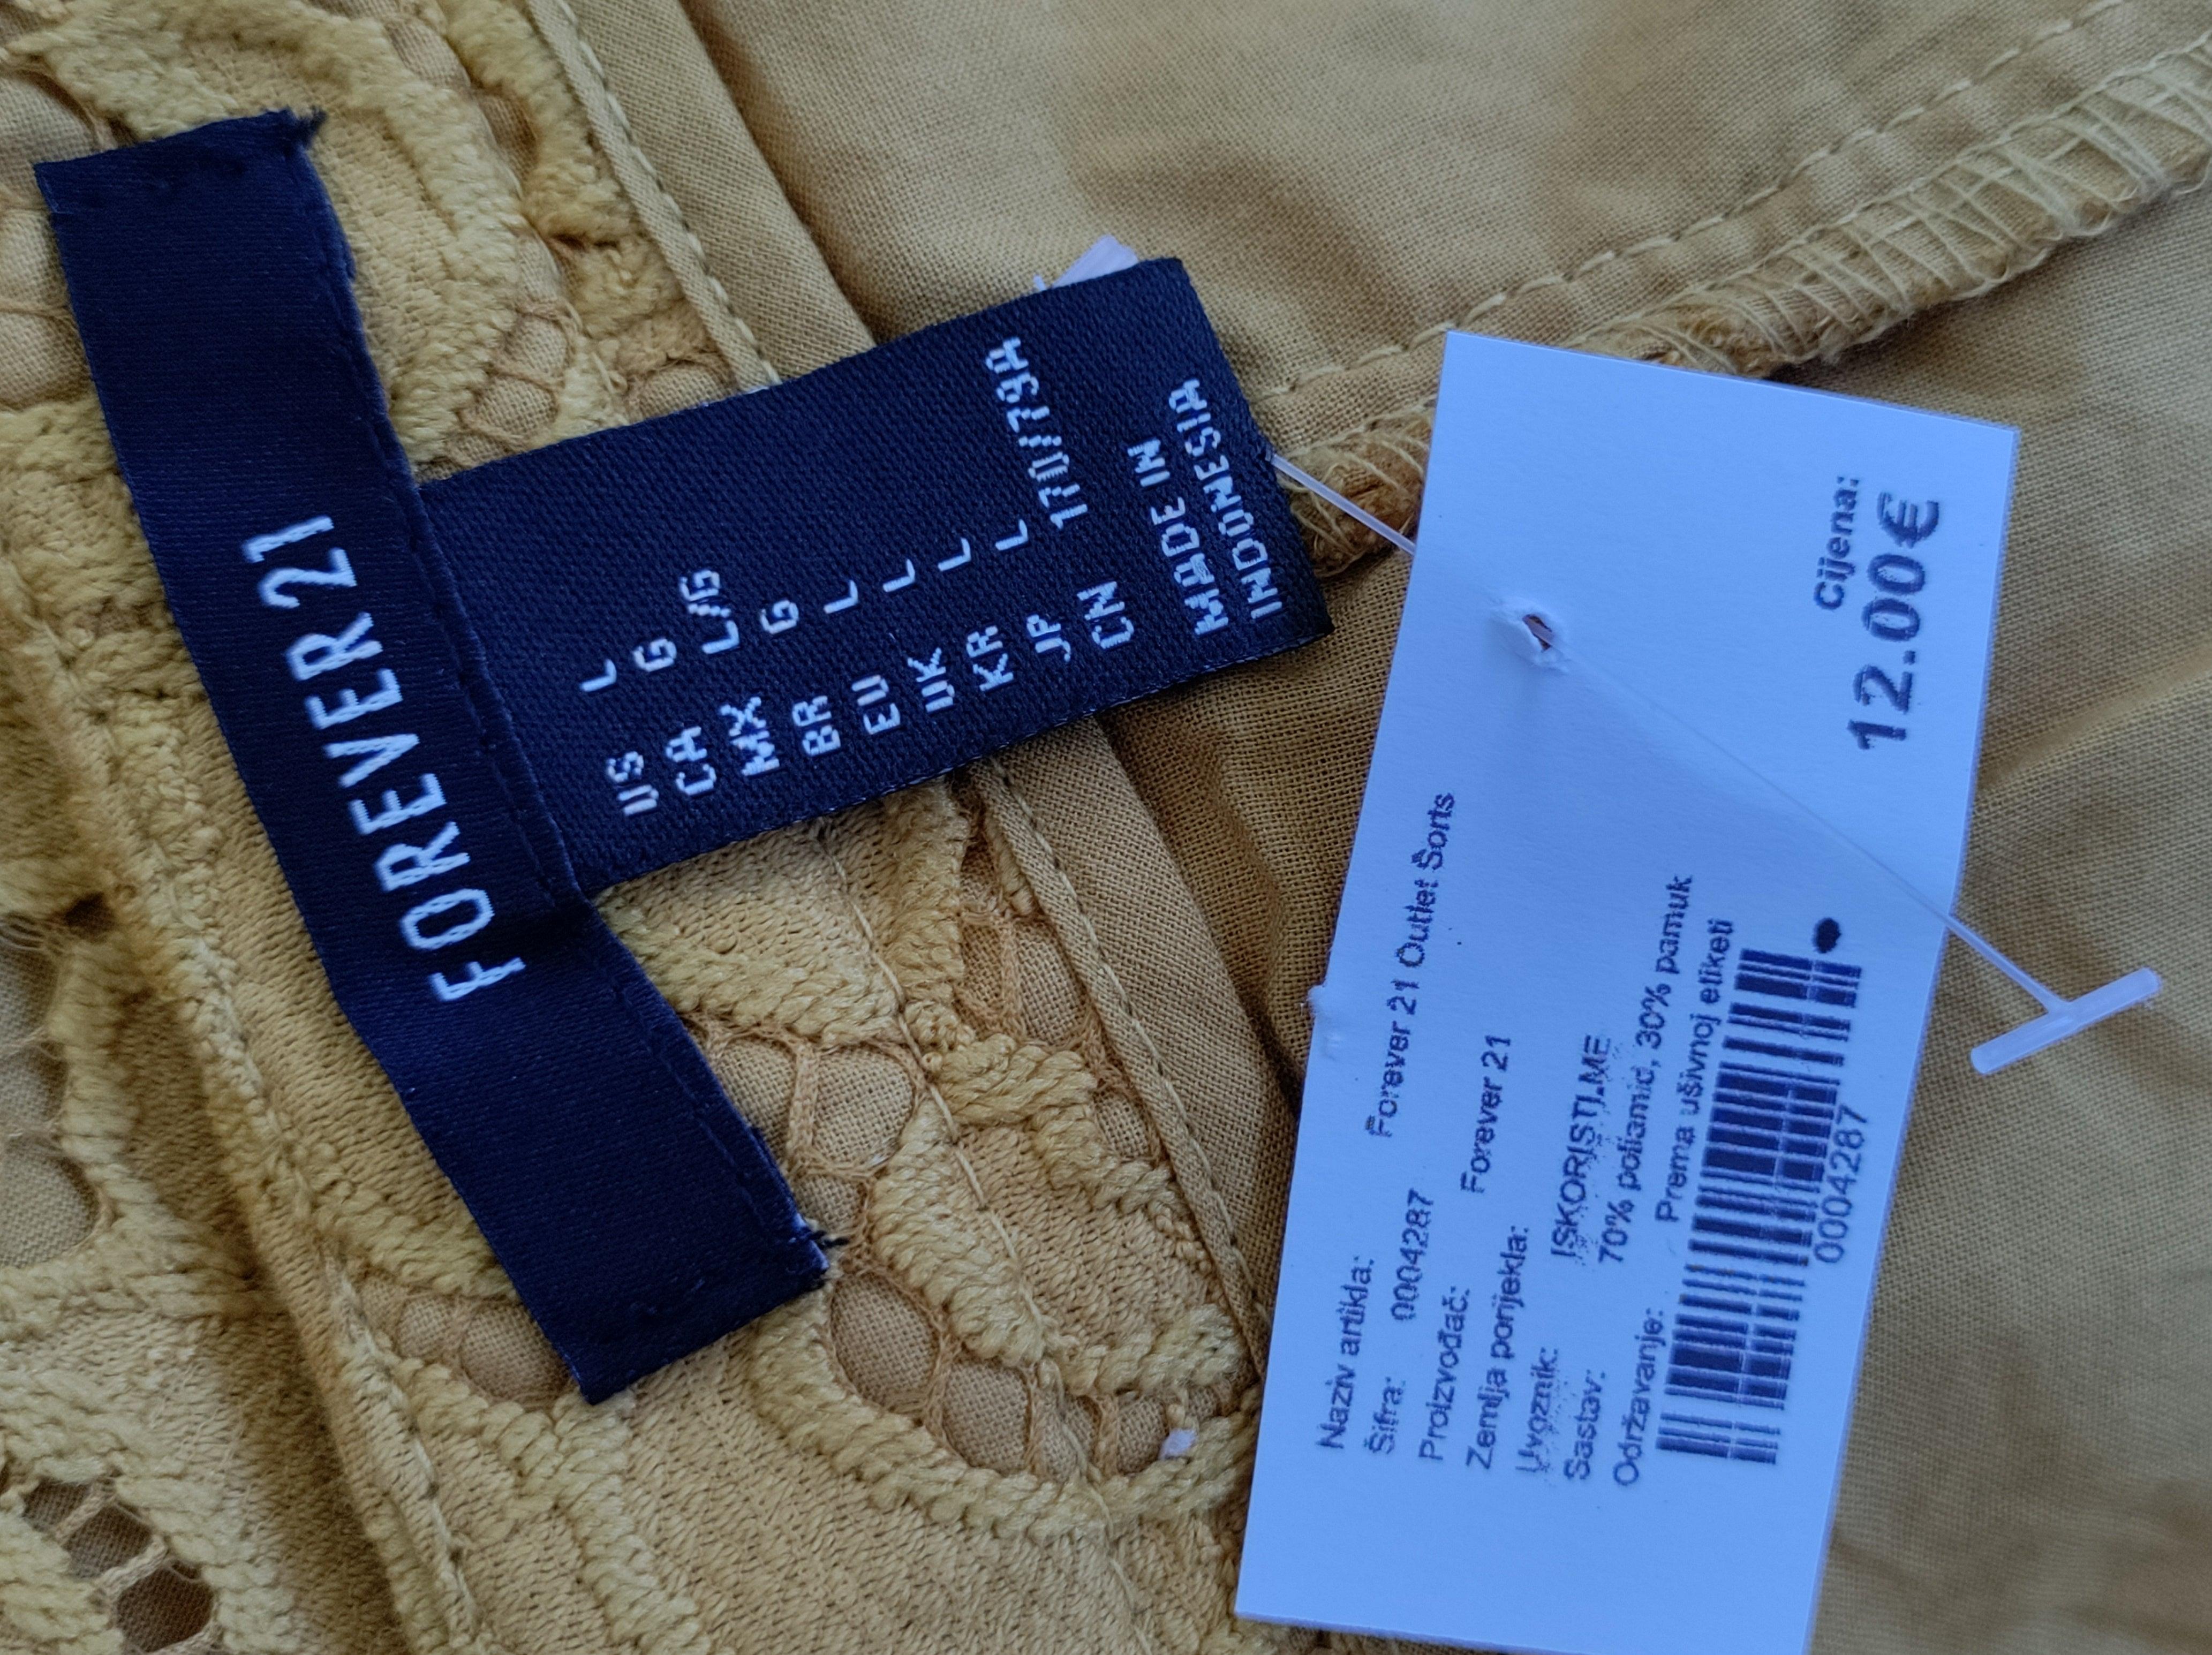 FOREVER 21
US L
CA G
MX L/G
BR G
EU L
UK L
KR L
JP L
CN 170/79A
MADE IN
INDONESIA
Naziv artikla: Forever 21 Outlet Šorts
Šifra: 0004287
Proizvođač: Forever 21
Zemlja porijekla:
Uvoznik: ISKORISTI.ME
Sastav: 70% poliamid, 30% pamuk
Održavanje: Prema ušivnoj etiketi
0004287
Cijena:
12.00€